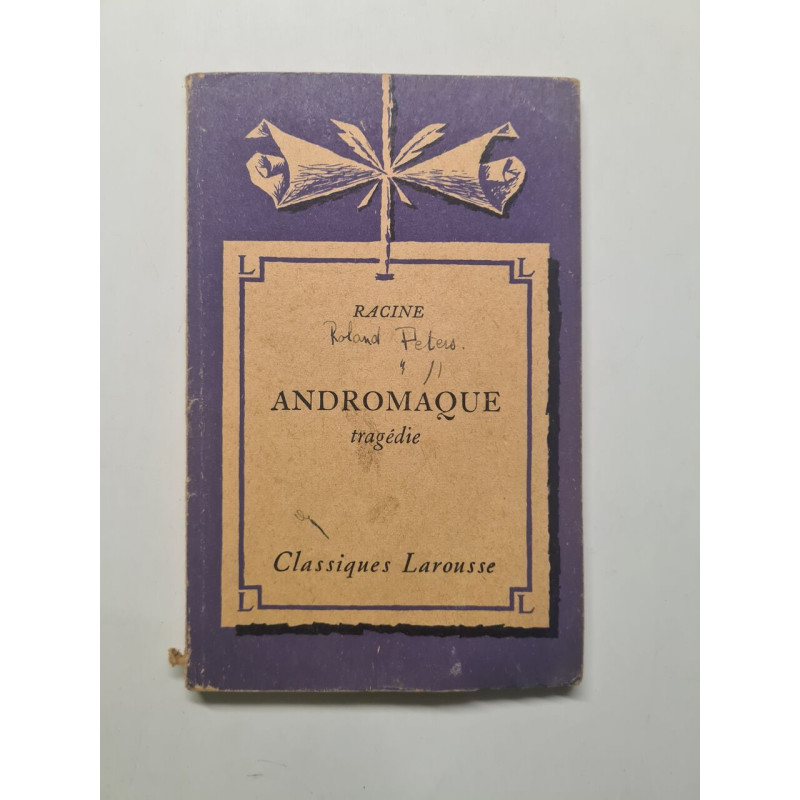 L L
RACINE
Roland Peters.
ANDROMAQUE
tragédie
Classiques Larousse
L L